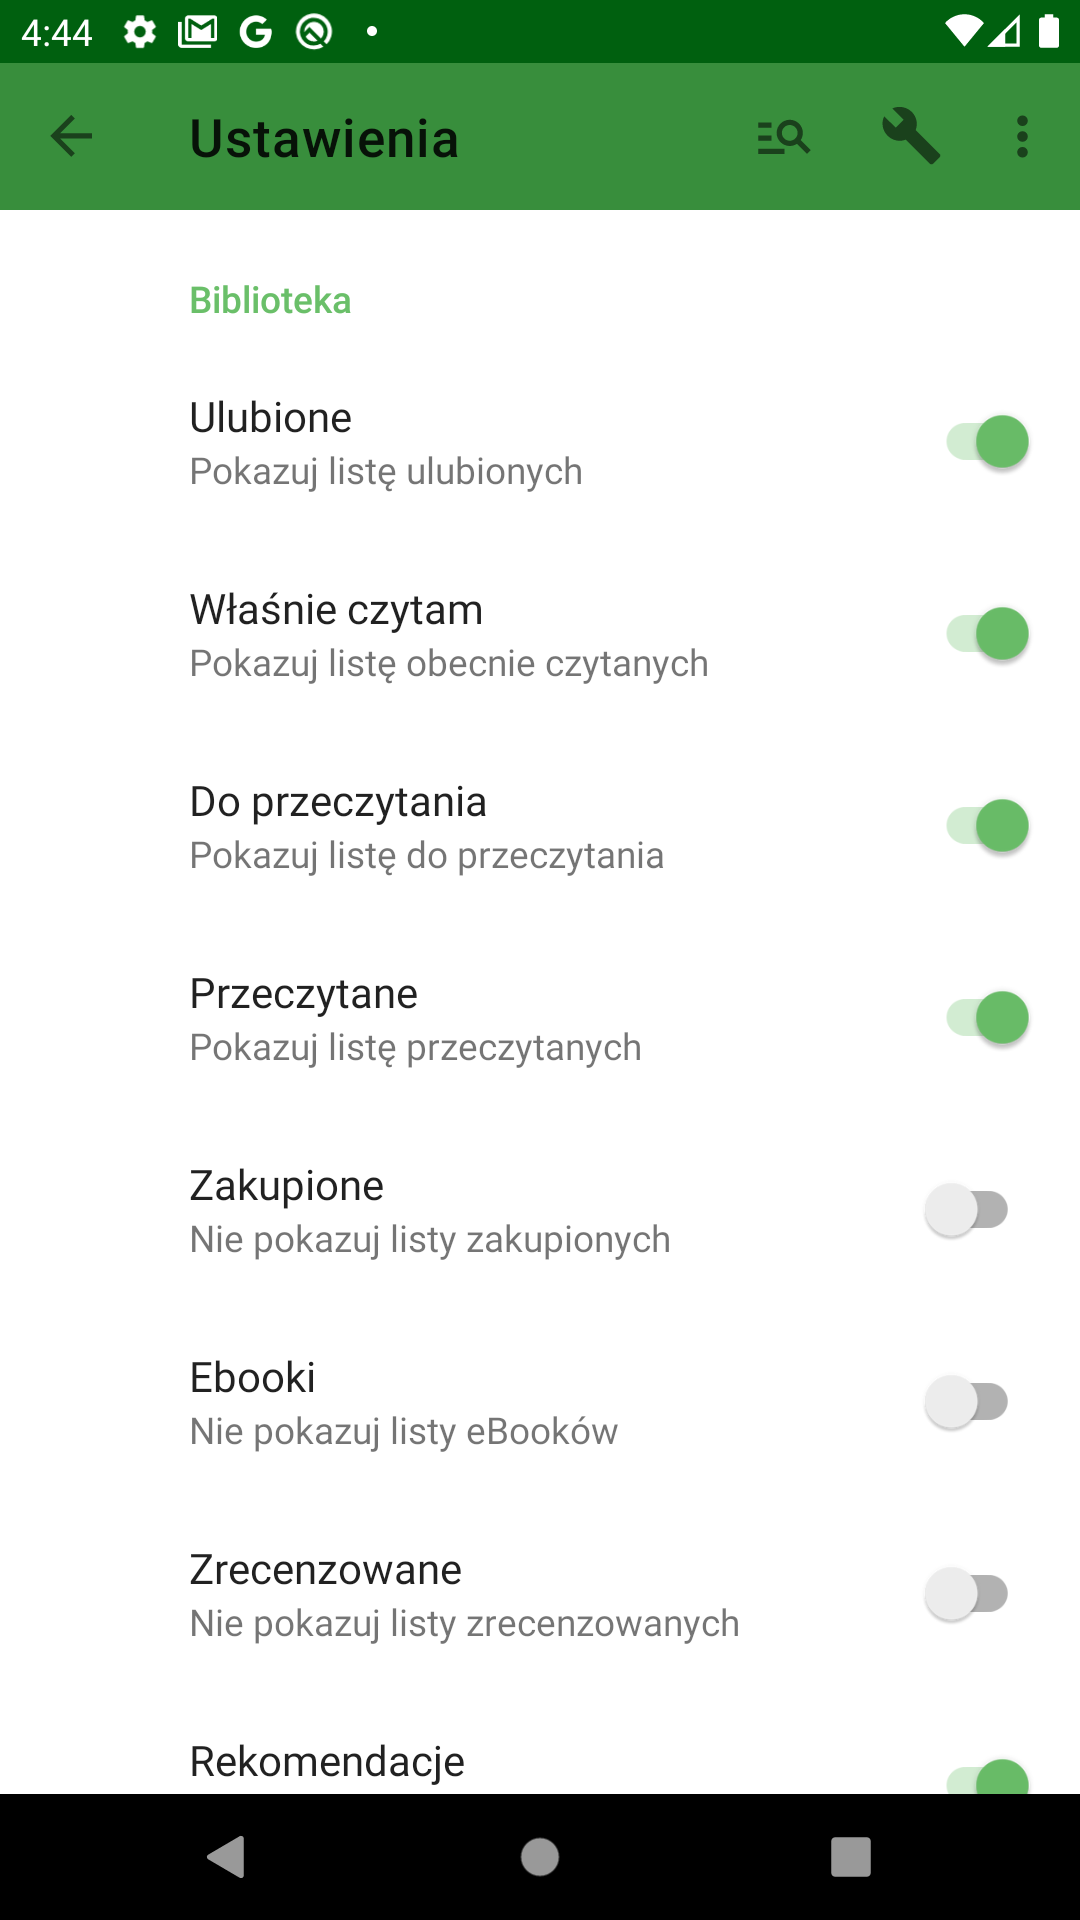 4:44
Ustawienia
Biblioteka
Ulubione
Pokazuj listę ulubionych
Właśnie czytam
Pokazuj listę obecnie czytanych
Do przeczytania
Pokazuj listę do przeczytania
Przeczytane
Pokazuj listę przeczytanych
Zakupione
Nie pokazuj listy zakupionych
Ebooki
Nie pokazuj listy eBooków
Zrecenzowane
Nie pokazuj listy zrecenzowanych
Rekomendacje